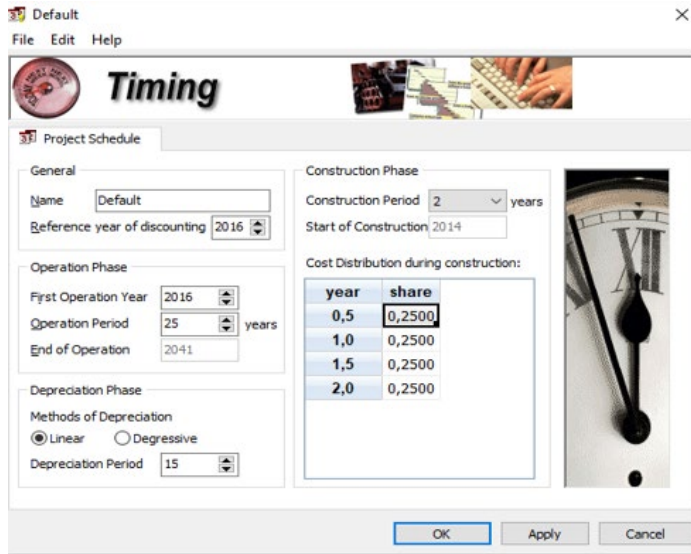 Default
File Edit Help
Timing
Project Schedule
General
Name Default
Reference year of discounting 2016
Operation Phase
First Operation Year 2016
Operation Period 25 years
End of Operation 2041
Depreciation Phase
Methods of Depreciation
Linear Degressive
Depreciation Period 15
Construction Phase
Construction Period 2 years
Start of Construction 2014
Cost Distribution during construction:
year share
0,5 0,2500
1,0 0,2500
1,5 0,2500
2,0 0,2500
XII
OK Apply Cancel